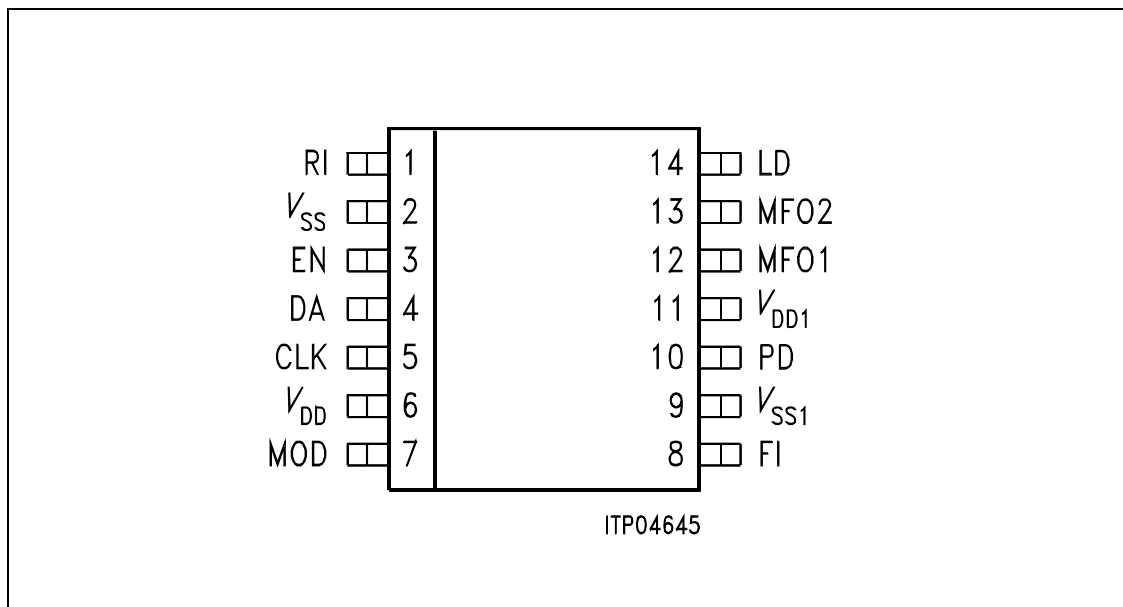 RI 1 14 LD
VSS 2 13 MFO2
EN 3 12 MFO1
DA 4 11 VDD1
CLK 5 10 PD
VDD 6 9 VSS1
MOD 7 8 FI
ITP04645